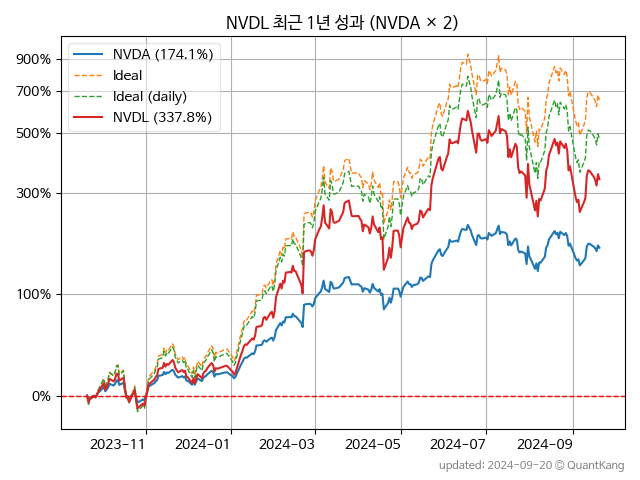 NVDL 최근 1년 성과 (NVDA × 2)
NVDA (174.1%)
Ideal
Ideal (daily)
NVDL (337.8%)
900%
700%
500%
300%
100%
0%
2023-11
2024-01
2024-03
2024-05
2024-07
2024-09
updated: 2024-09-20 © QuantKang